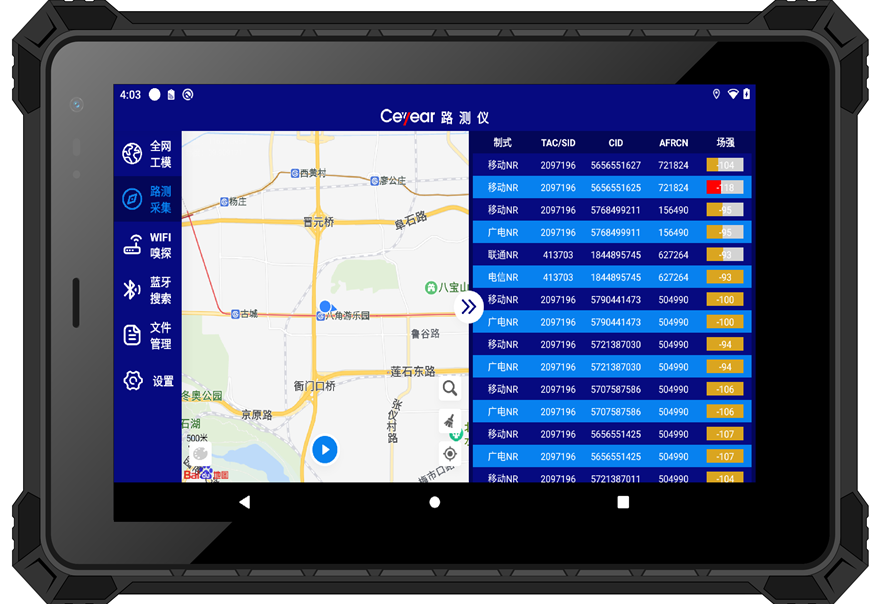 4:03
Ceyear 路测仪
全网
工模
路测
采集
WIFI
嗅探
蓝牙
搜索
文件
管理
设置
西黄村
廖公庄
杨庄
晋元桥
阜石路
八宝山
古城
八角游乐园
鲁谷路
莲石东路
衙门口桥
冬奥公园
京原路
张仪村路
石湖
500米
Bai 地图
梅市口路
制式 TAC/SID CID AFRCN 场强
移动NR 2097196 5656551627 721824 -104
移动NR 2097196 5656551625 721824 -118
移动NR 2097196 5768499211 156490 -95
广电NR 2097196 5768499911 156490 -95
联通NR 413703 1844895745 627264 -93
电信NR 413703 1844895745 627264 -93
移动NR 2097196 5790441473 504990 -100
广电NR 2097196 5790441473 504990 -100
移动NR 2097196 5721387030 504990 -94
广电NR 2097196 5721387030 504990 -94
移动NR 2097196 5707587586 504990 -106
广电NR 2097196 5707587586 504990 -106
移动NR 2097196 5656551425 504990 -107
广电NR 2097196 5656551425 504990 -107
移动NR 2097196 5721387011 504990 -104